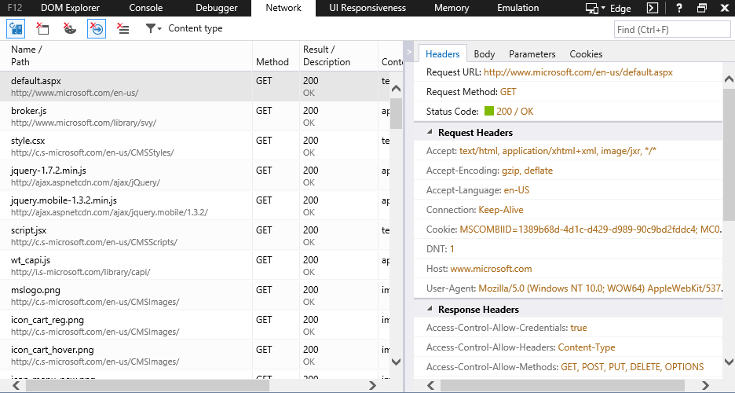 F12 DOM Explorer Console Debugger Network UI Responsiveness Memory Emulation Edge ? 
Content type Find (Ctrl+F)
Name / Path Method Result / Description Conte
default.aspx GET 200 te
http://www.microsoft.com/en-us/ OK
broker.js GET 200 ap
http://www.microsoft.com/library/svy/ OK
style.csx GET 200 te
http://c.s-microsoft.com/en-us/CMSStyles/ OK
jquery-1.7.2.min.js GET 200 ap
http://ajax.aspnetcdn.com/ajax/jQuery/ OK
jquery.mobile-1.3.2.min.js GET 200 ap
http://ajax.aspnetcdn.com/ajax/jquery.mobile/1.3.2/ OK
script.jsx GET 200 ap
http://c.s-microsoft.com/en-us/CMSScripts/ OK
wt_capi.js GET 200 ap
http://i.s-microsoft.com/library/capi/ OK
mslogo.png GET 200 im
http://c.s-microsoft.com/en-us/CMSImages/ OK
icon_cart_reg.png GET 200 im
http://c.s-microsoft.com/en-us/CMSImages/ OK
icon_cart_hover.png GET 200 im
http://c.s-microsoft.com/en-us/CMSImages/ OK
Headers Body Parameters Cookies
Request URL: http://www.microsoft.com/en-us/default.aspx
Request Method: GET
Status Code: 200 / OK
Request Headers
Accept: text/html, application/xhtml+xml, image/jxr, */*
Accept-Encoding: gzip, deflate
Accept-Language: en-US
Connection: Keep-Alive
Cookie: MSCOMBIID=1389b68d-4d1c-d429-d989-90c9bd2fddc4; MC0...
DNT: 1
Host: www.microsoft.com
User-Agent: Mozilla/5.0 (Windows NT 10.0; WOW64) AppleWebKit/537.
Response Headers
Access-Control-Allow-Credentials: true
Access-Control-Allow-Headers: Content-Type
Access-Control-Allow-Methods: GET, POST, PUT, DELETE, OPTIONS